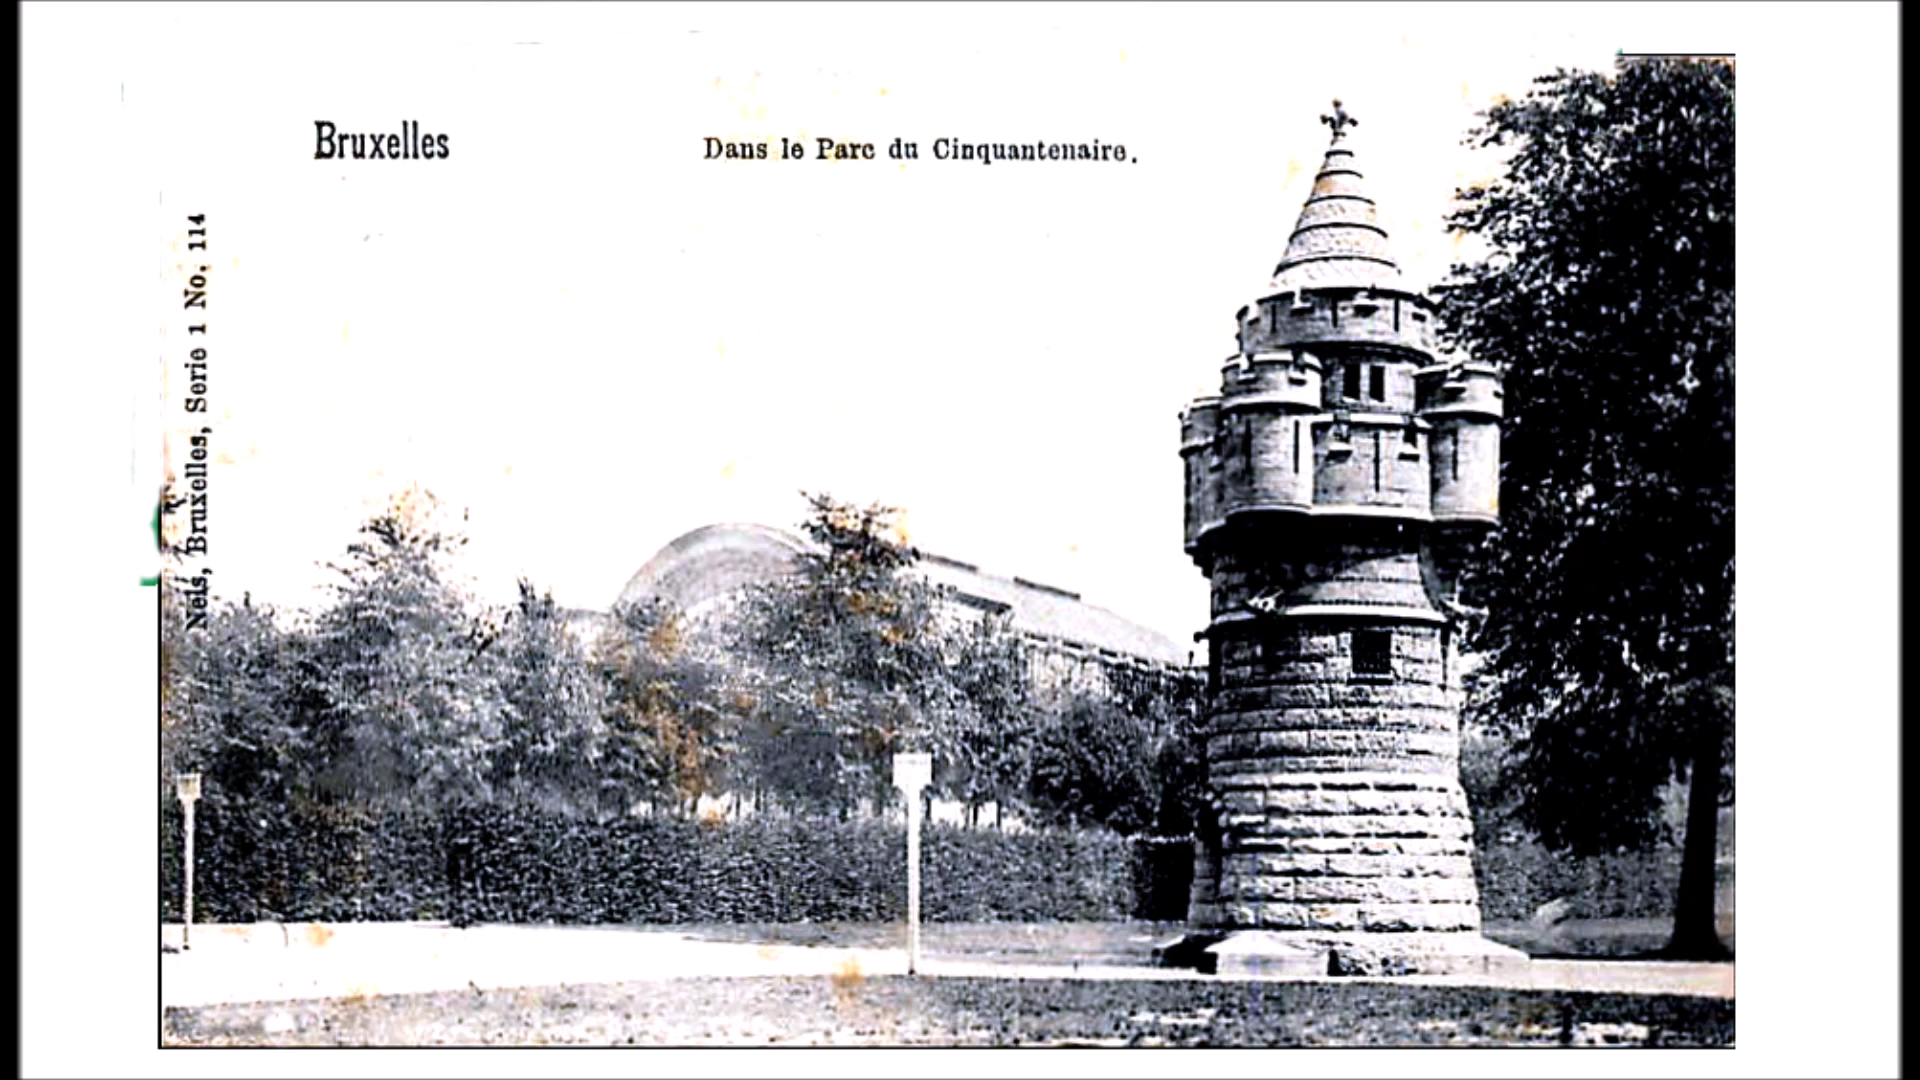 Bruxelles
Dans le Parc du Cinquantenaire.
Nels, Bruxelles, Serie 1 No. 114